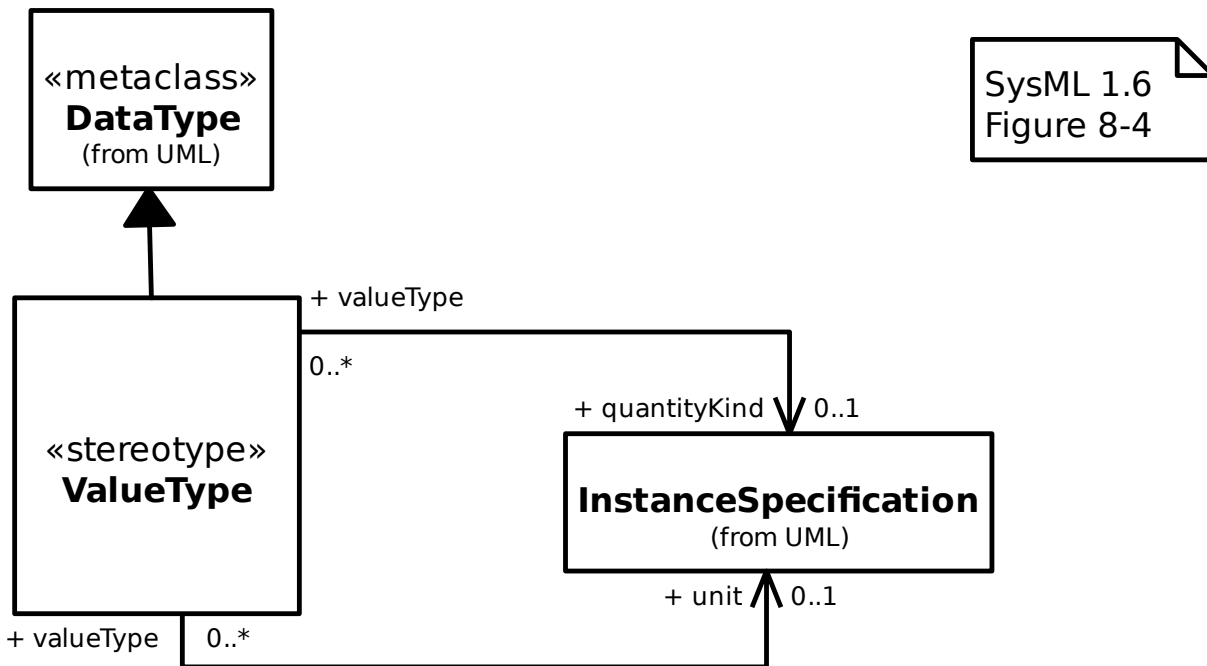 «metaclass»
DataType
(from UML)
SysML 1.6
Figure 8-4
+ valueType
0..*
+ quantityKind
0..1
«stereotype»
ValueType
InstanceSpecification
(from UML)
+ unit
0..1
+ valueType
0..*